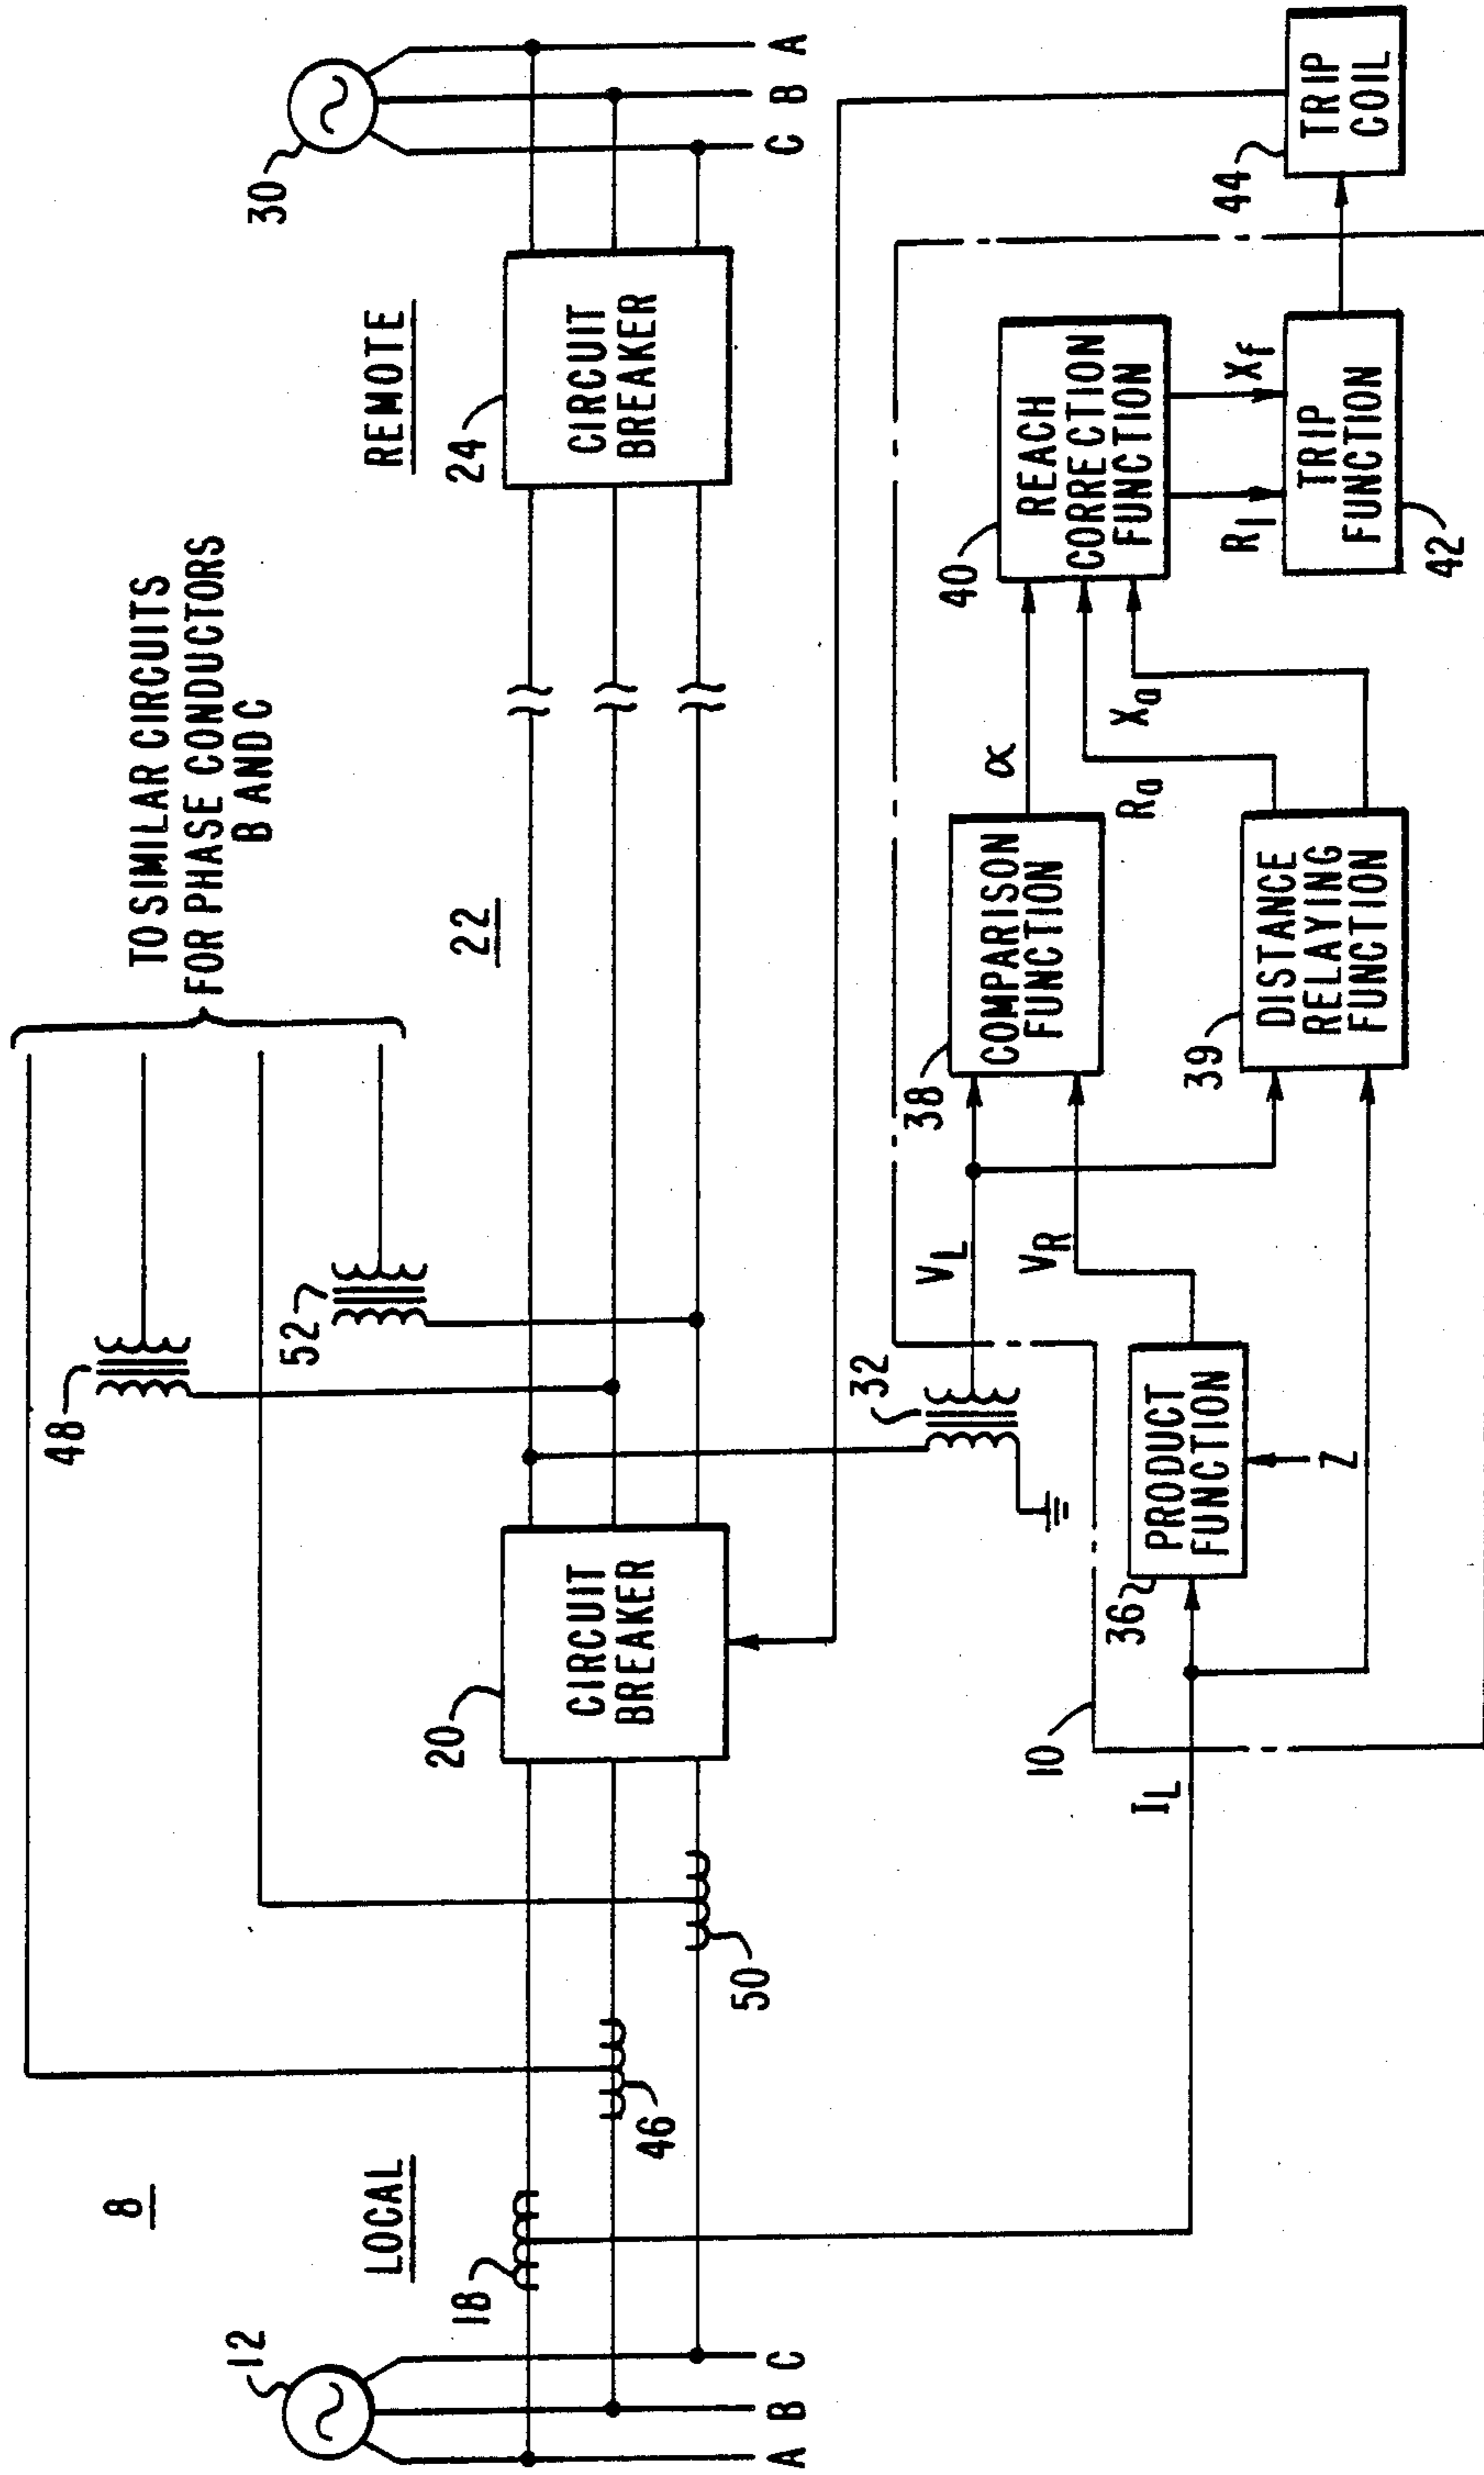 8
TO SIMILAR CIRCUITS
FOR PHASE CONDUCTORS
B AND C
48
52
12
LOCAL
REMOTE
30
18
46
50
20
CIRCUIT
BREAKER
22
24
CIRCUIT
BREAKER
A
B
C
C
B
A
32
10
I_L
36
PRODUCT
FUNCTION
Z
V_L
V_R
38
COMPARISON
FUNCTION
39
DISTANCE
RELAYING
FUNCTION
α
R_a
X_a
40
REACH
CORRECTION
FUNCTION
R_I
X_f
TRIP
FUNCTION
42
44
TRIP
COIL